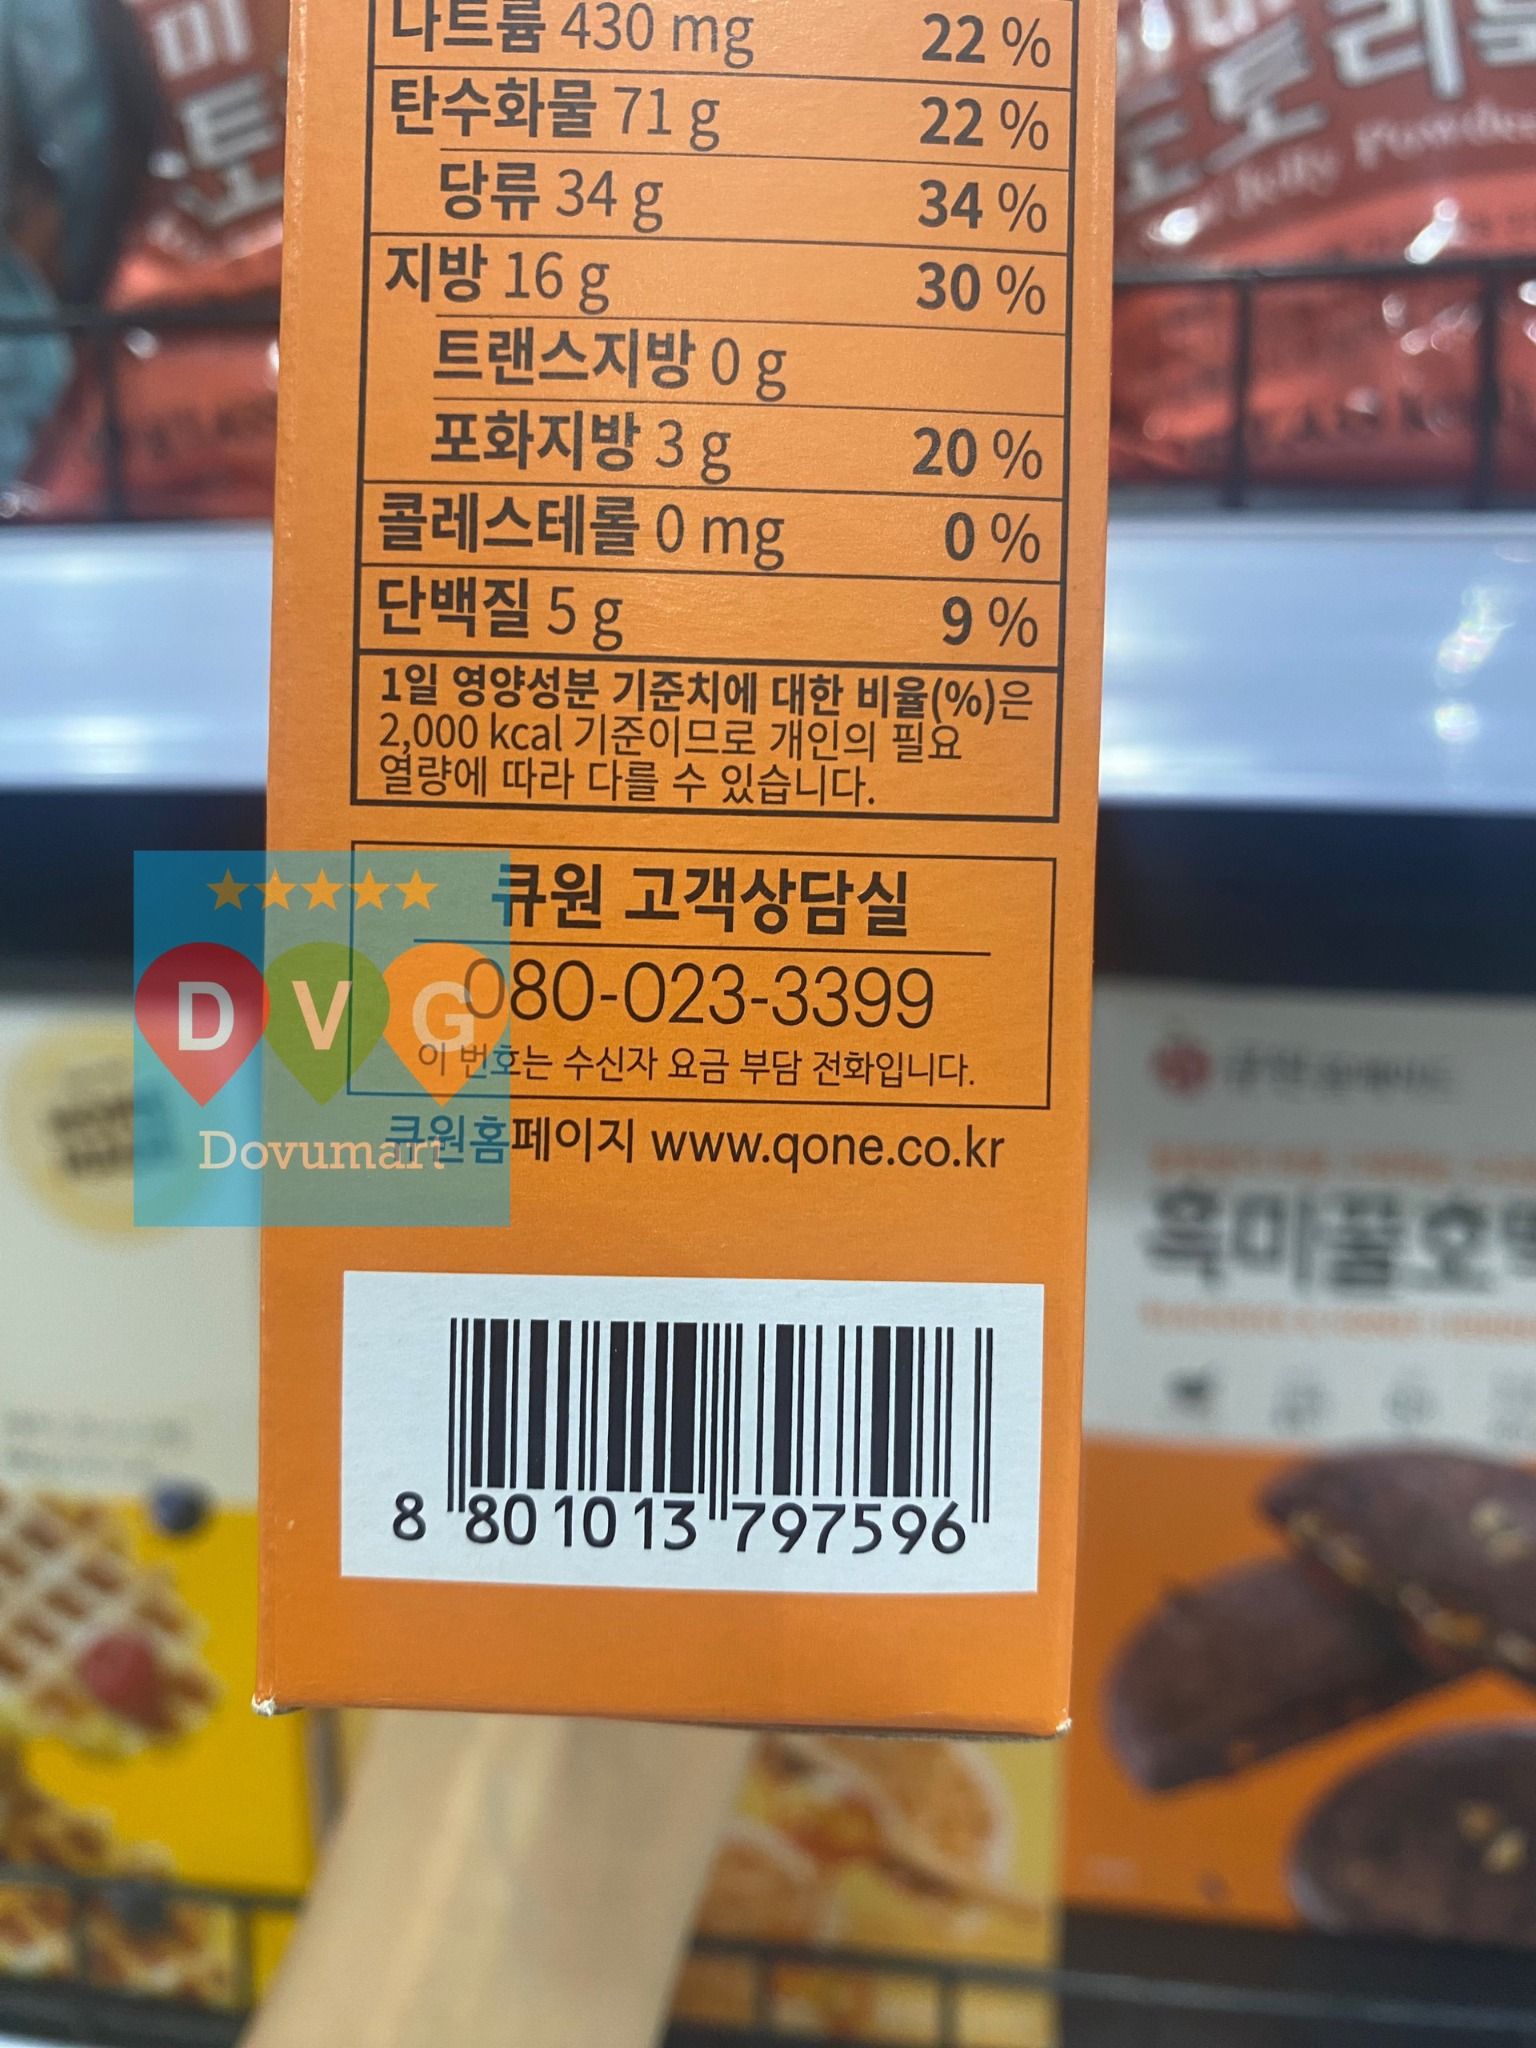 나트륨 430 mg 22 %
탄수화물 71 g 22 %
당류 34 g 34 %
지방 16 g 30 %
트랜스지방 0 g
포화지방 3 g 20 %
콜레스테롤 0 mg 0 %
단백질 5 g 9 %
1일 영양성분 기준치에 대한 비율(%)은
2,000 kcal 기준이므로 개인의 필요
열량에 따라 다를 수 있습니다.
큐원 고객상담실
080-023-3399
이 번호는 수신자 요금 부담 전화입니다.
큐원홈페이지 www.qone.co.kr
8 801013 797596
D V G
Dovumart
흑미꿀호떡